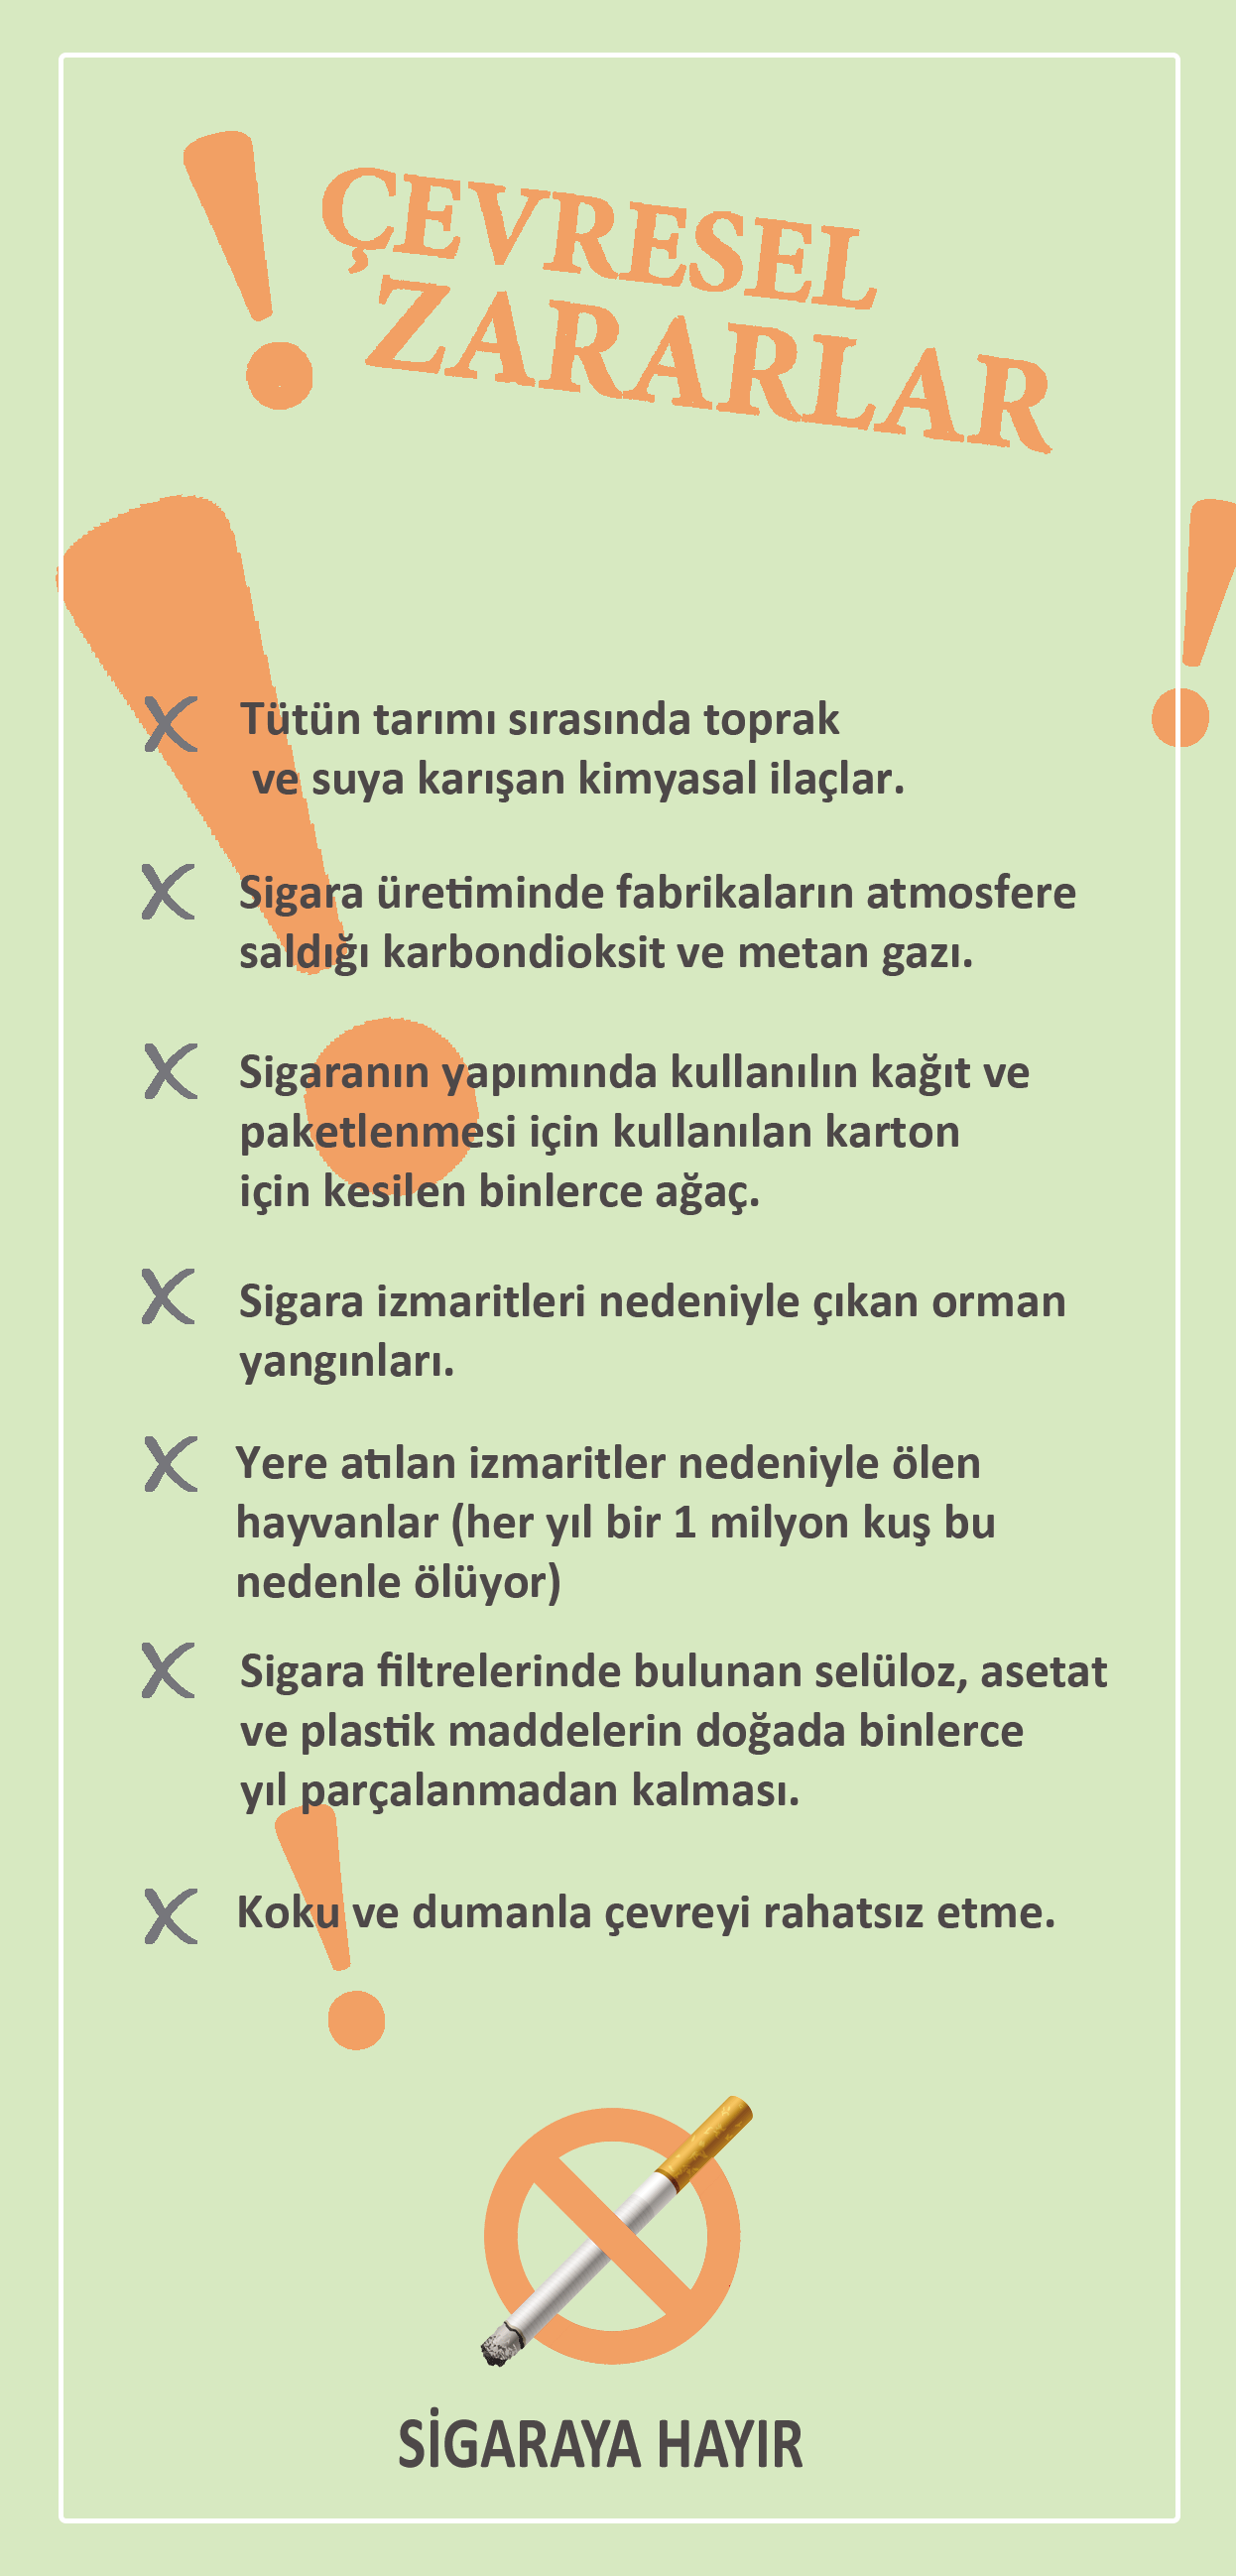 ÇEVRESEL
ZARARLAR
Tütün tarımı sırasında toprak
ve suya karışan kimyasal ilaçlar.
Sigara üretiminde fabrikaların atmosfere
saldığı karbondioksit ve metan gazı.
Sigaranın yapımında kullanılın kağıt ve
paketlenmesi için kullanılan karton
için kesilen binlerce ağaç.
Sigara izmaritleri nedeniyle çıkan orman
yangınları.
Yere atılan izmaritler nedeniyle ölen
hayvanlar (her yıl bir 1 milyon kuş bu
nedenle ölüyor)
Sigara filtrelerinde bulunan selüloz, asetat
ve plastik maddelerin doğada binlerce
yıl parçalanmadan kalması.
Koku ve dumanla çevreyi rahatsız etme.
SİGARAYA HAYIR